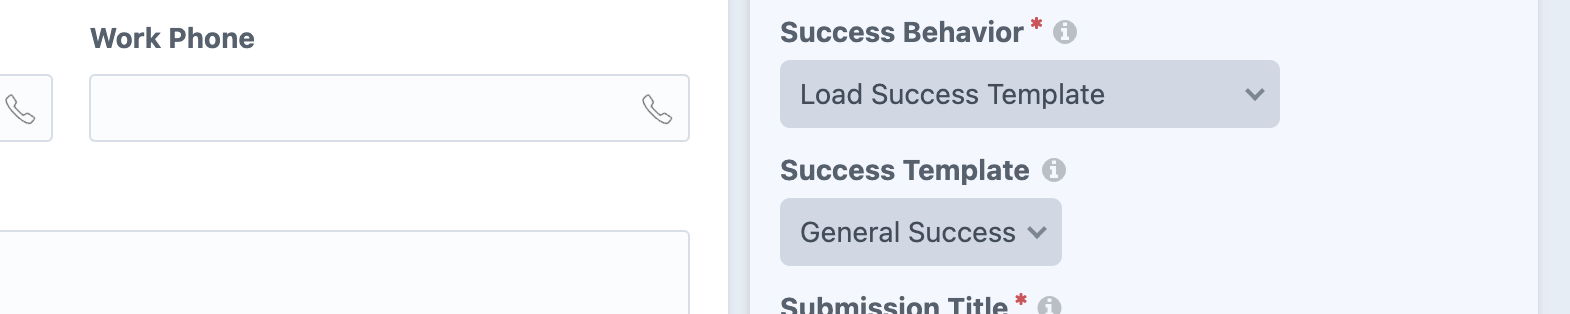 Work Phone
Success Behavior *
Load Success Template
Success Template
General Success
Submission Title *